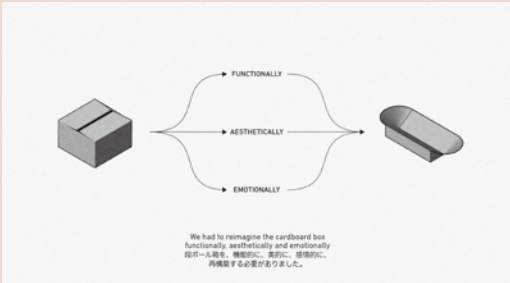 FUNCTIONALLY
AESTHETICALLY
EMOTIONALLY
We had to reimagine the cardboard box
functionally, aesthetically and emotionally
段ボール箱を、機能的に、美的に、感情的に、
再構築する必要がありました。